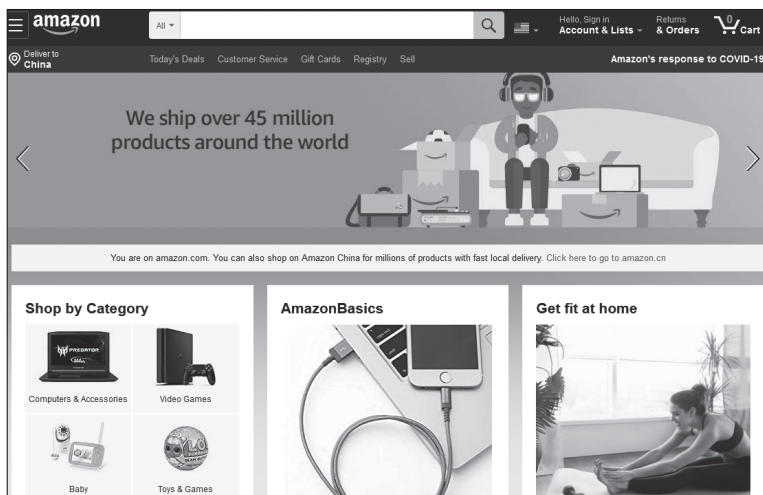 amazon
All
Hello, Sign in
Account & Lists
Returns
& Orders
0
Cart
Deliver to
China
Today's Deals Customer Service Gift Cards Registry Sell
Amazon's response to COVID-19
We ship over 45 million
products around the world
You are on amazon.com. You can also shop on Amazon China for millions of products with fast local delivery. Click here to go to amazon.cn
Shop by Category
AmazonBasics
Get fit at home
PREDATOR
Computers & Accessories
Video Games
Baby
Toys & Games